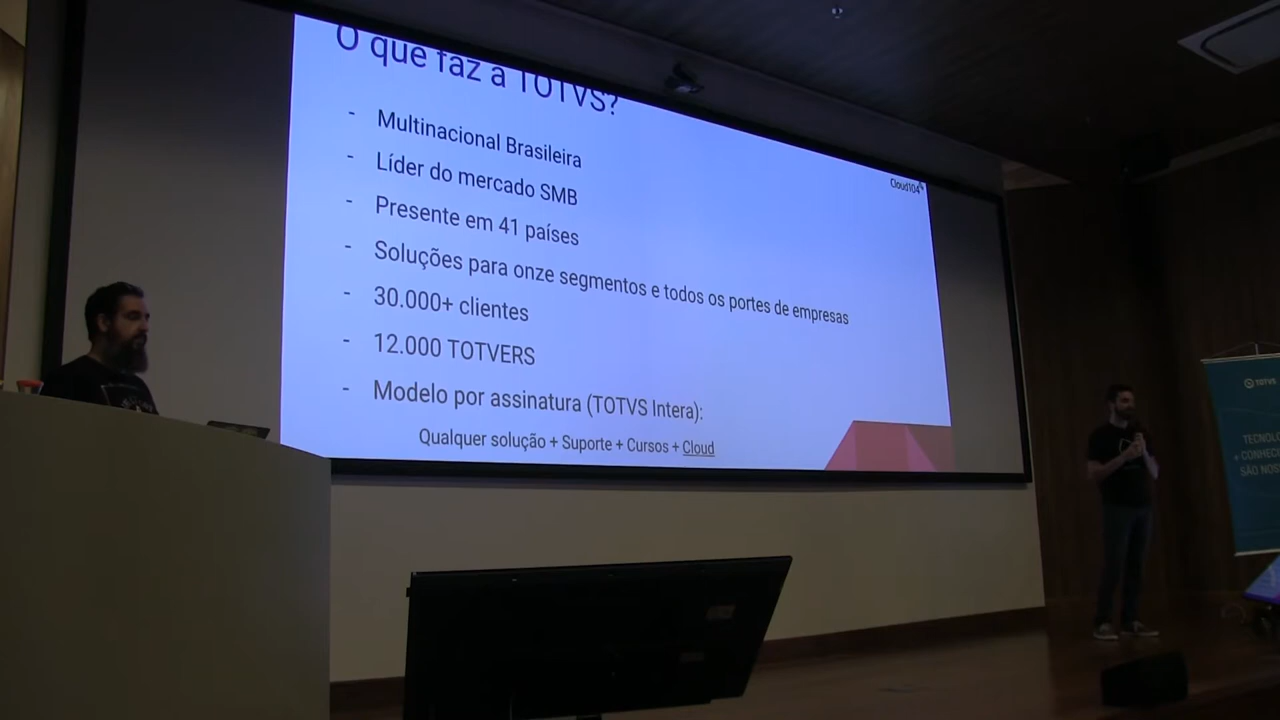 O que faz a TOTVS?
- Multinacional Brasileira
- Líder do mercado SMB
- Presente em 41 países
- Soluções para onze segmentos e todos os portes de empresas
- 30.000+ clientes
- 12.000 TOTVERS
- Modelo por assinatura (TOTVS Intera):
Qualquer solução + Suporte + Cursos + Cloud
Cloud104
TOTVS
SÃO